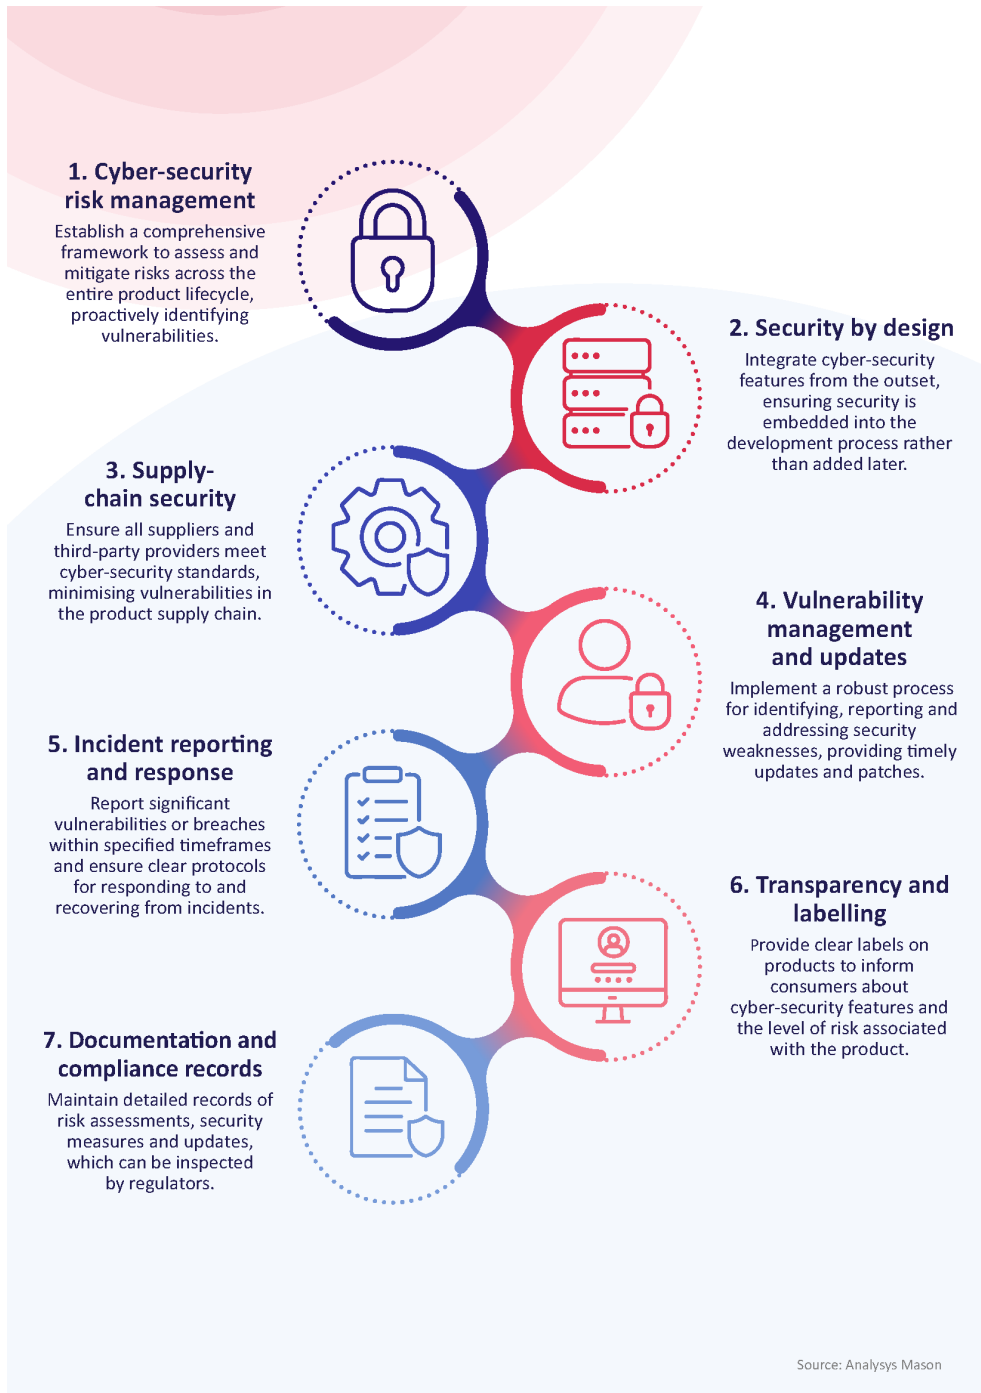 1. Cyber-security
risk management
Establish a comprehensive
framework to assess and
mitigate risks across the
entire product lifecycle,
proactively identifying
vulnerabilities.
2. Security by design
Integrate cyber-security
features from the outset,
ensuring security is
embedded into the
development process rather
than added later.
3. Supply-
chain security
Ensure all suppliers and
third-party providers meet
cyber-security standards,
minimising vulnerabilities in
the product supply chain.
4. Vulnerability
management
and updates
Implement a robust process
for identifying, reporting and
addressing security
weaknesses, providing timely
updates and patches.
5. Incident reporting
and response
Report significant
vulnerabilities or breaches
within specified timeframes
and ensure clear protocols
for responding to and
recovering from incidents.
6. Transparency and
labelling
Provide clear labels on
products to inform
consumers about
cyber-security features and
the level of risk associated
with the product.
7. Documentation and
compliance records
Maintain detailed records of
risk assessments, security
measures and updates,
which can be inspected
by regulators.
Source: Analysys Mason